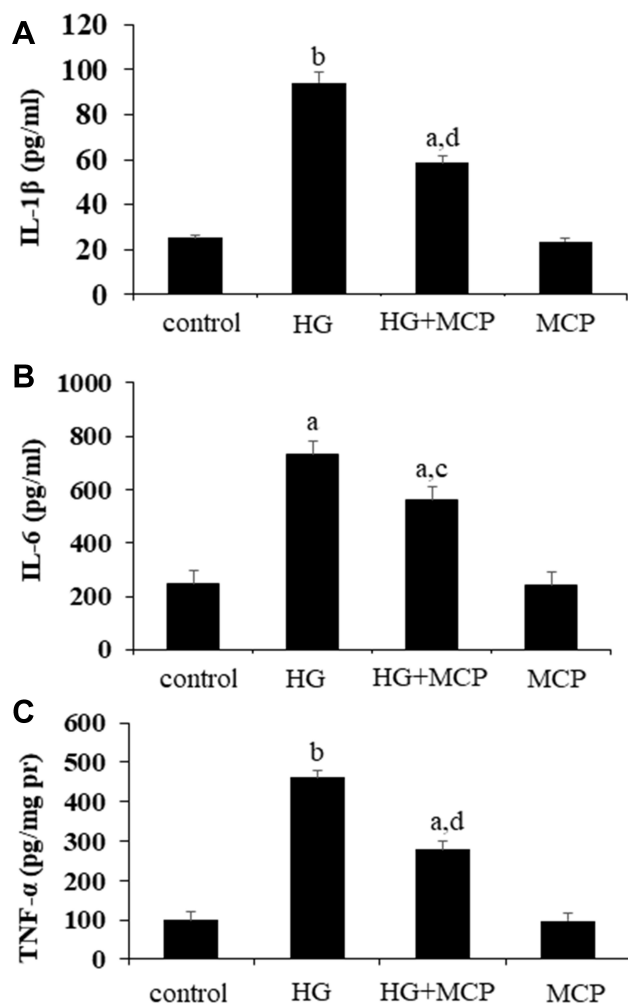 A
IL-1β (pg/ml)
120
100
80
60
40
20
0
b
a,d
control HG HG+MCP MCP
B
IL-6 (pg/ml)
1000
800
600
400
200
0
a
a,c
control HG HG+MCP MCP
C
TNF-α (pg/mg pr)
600
500
400
300
200
100
0
b
a,d
control HG HG+MCP MCP